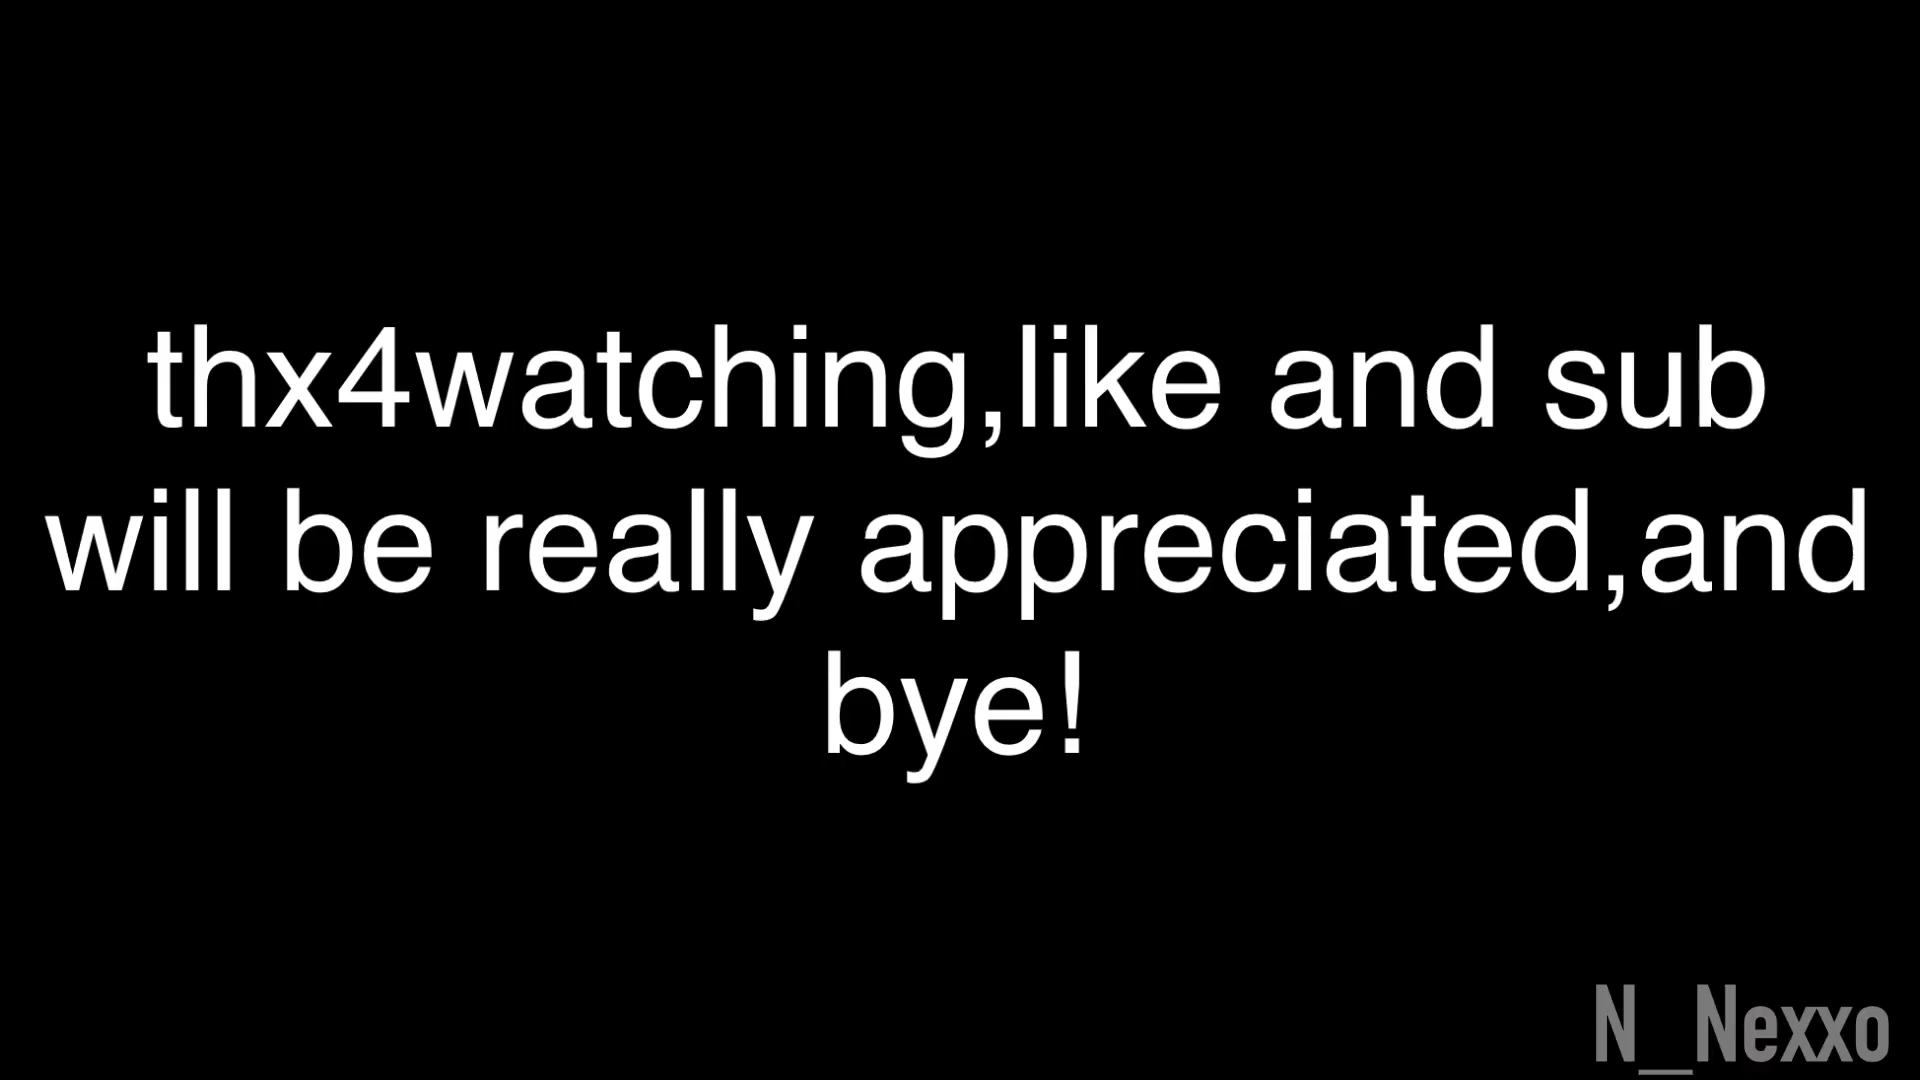 thx4watching,like and sub
will be really appreciated,and
bye!
N_Nexxo